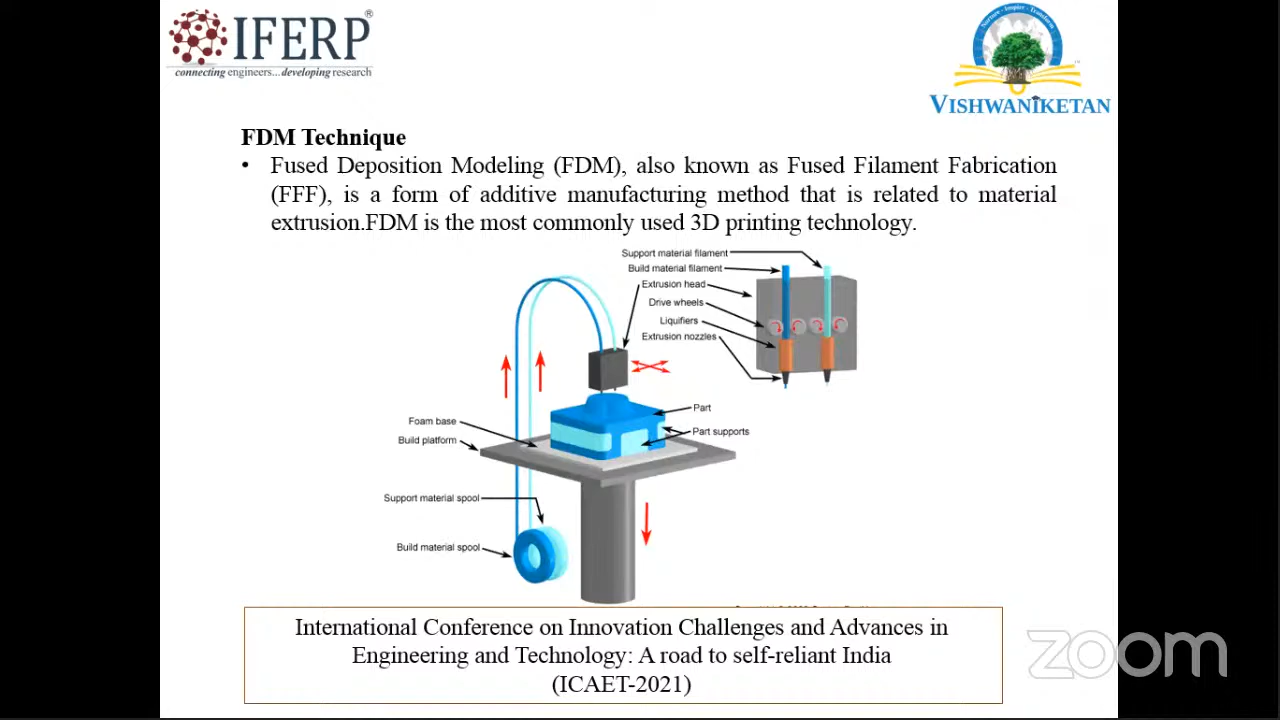 IFERP®
connecting engineers...developing research
Nurture - Inspire - Transform
VISHWANIKETAN
FDM Technique
• Fused Deposition Modeling (FDM), also known as Fused Filament Fabrication
(FFF), is a form of additive manufacturing method that is related to material
extrusion.FDM is the most commonly used 3D printing technology.
Support material filament
Build material filament
Extrusion head
Drive wheels
Liquifiers
Extrusion nozzles
Part
Foam base
Part supports
Build platform
Support material spool
Build material spool
International Conference on Innovation Challenges and Advances in
Engineering and Technology: A road to self-reliant India
(ICAET-2021)
zoom